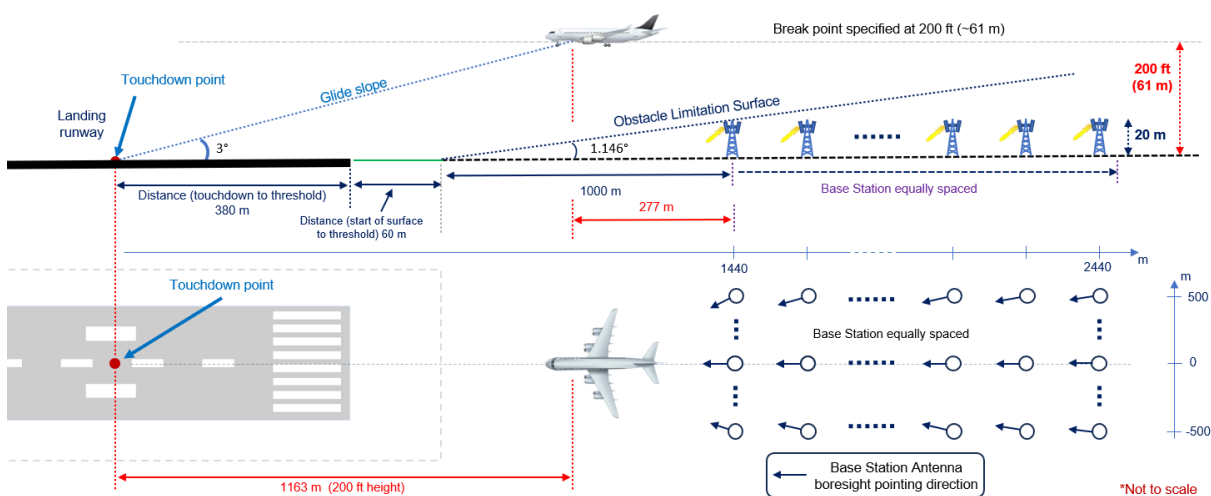 Break point specified at 200 ft (~61 m)
Touchdown point
200 ft
(61 m)
Glide slope
Landing
runway
Obstacle Limitation Surface
3°
1.146°
20 m
Distance (touchdown to threshold)
380 m
1000 m
Base Station equally spaced
Distance (start of surface
to threshold) 60 m
277 m
m
1440
2440
m
Touchdown point
500
Base Station equally spaced
0
-500
1163 m (200 ft height)
Base Station Antenna
boresight pointing direction
*Not to scale